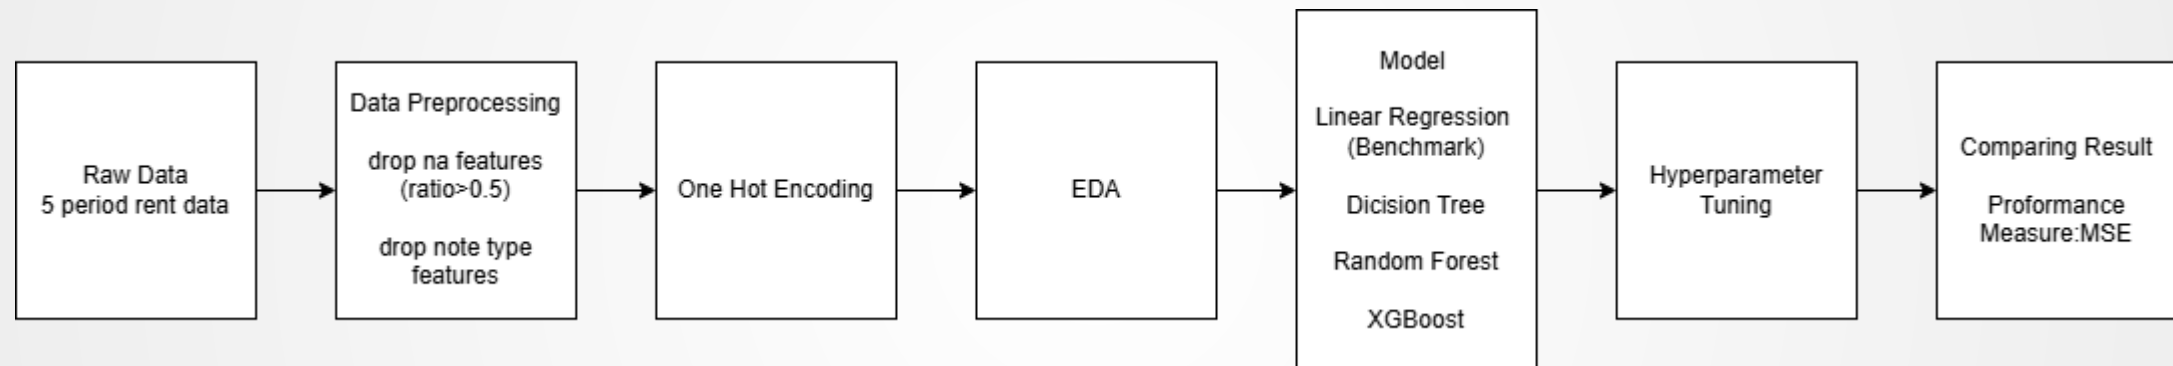 Raw Data
5 period rent data
Data Preprocessing
drop na features
(ratio>0.5)
drop note type
features
One Hot Encoding
EDA
Model
Linear Regression
(Benchmark)
Dicision Tree
Random Forest
XGBoost
Hyperparameter
Tuning
Comparing Result
Proformance
Measure:MSE